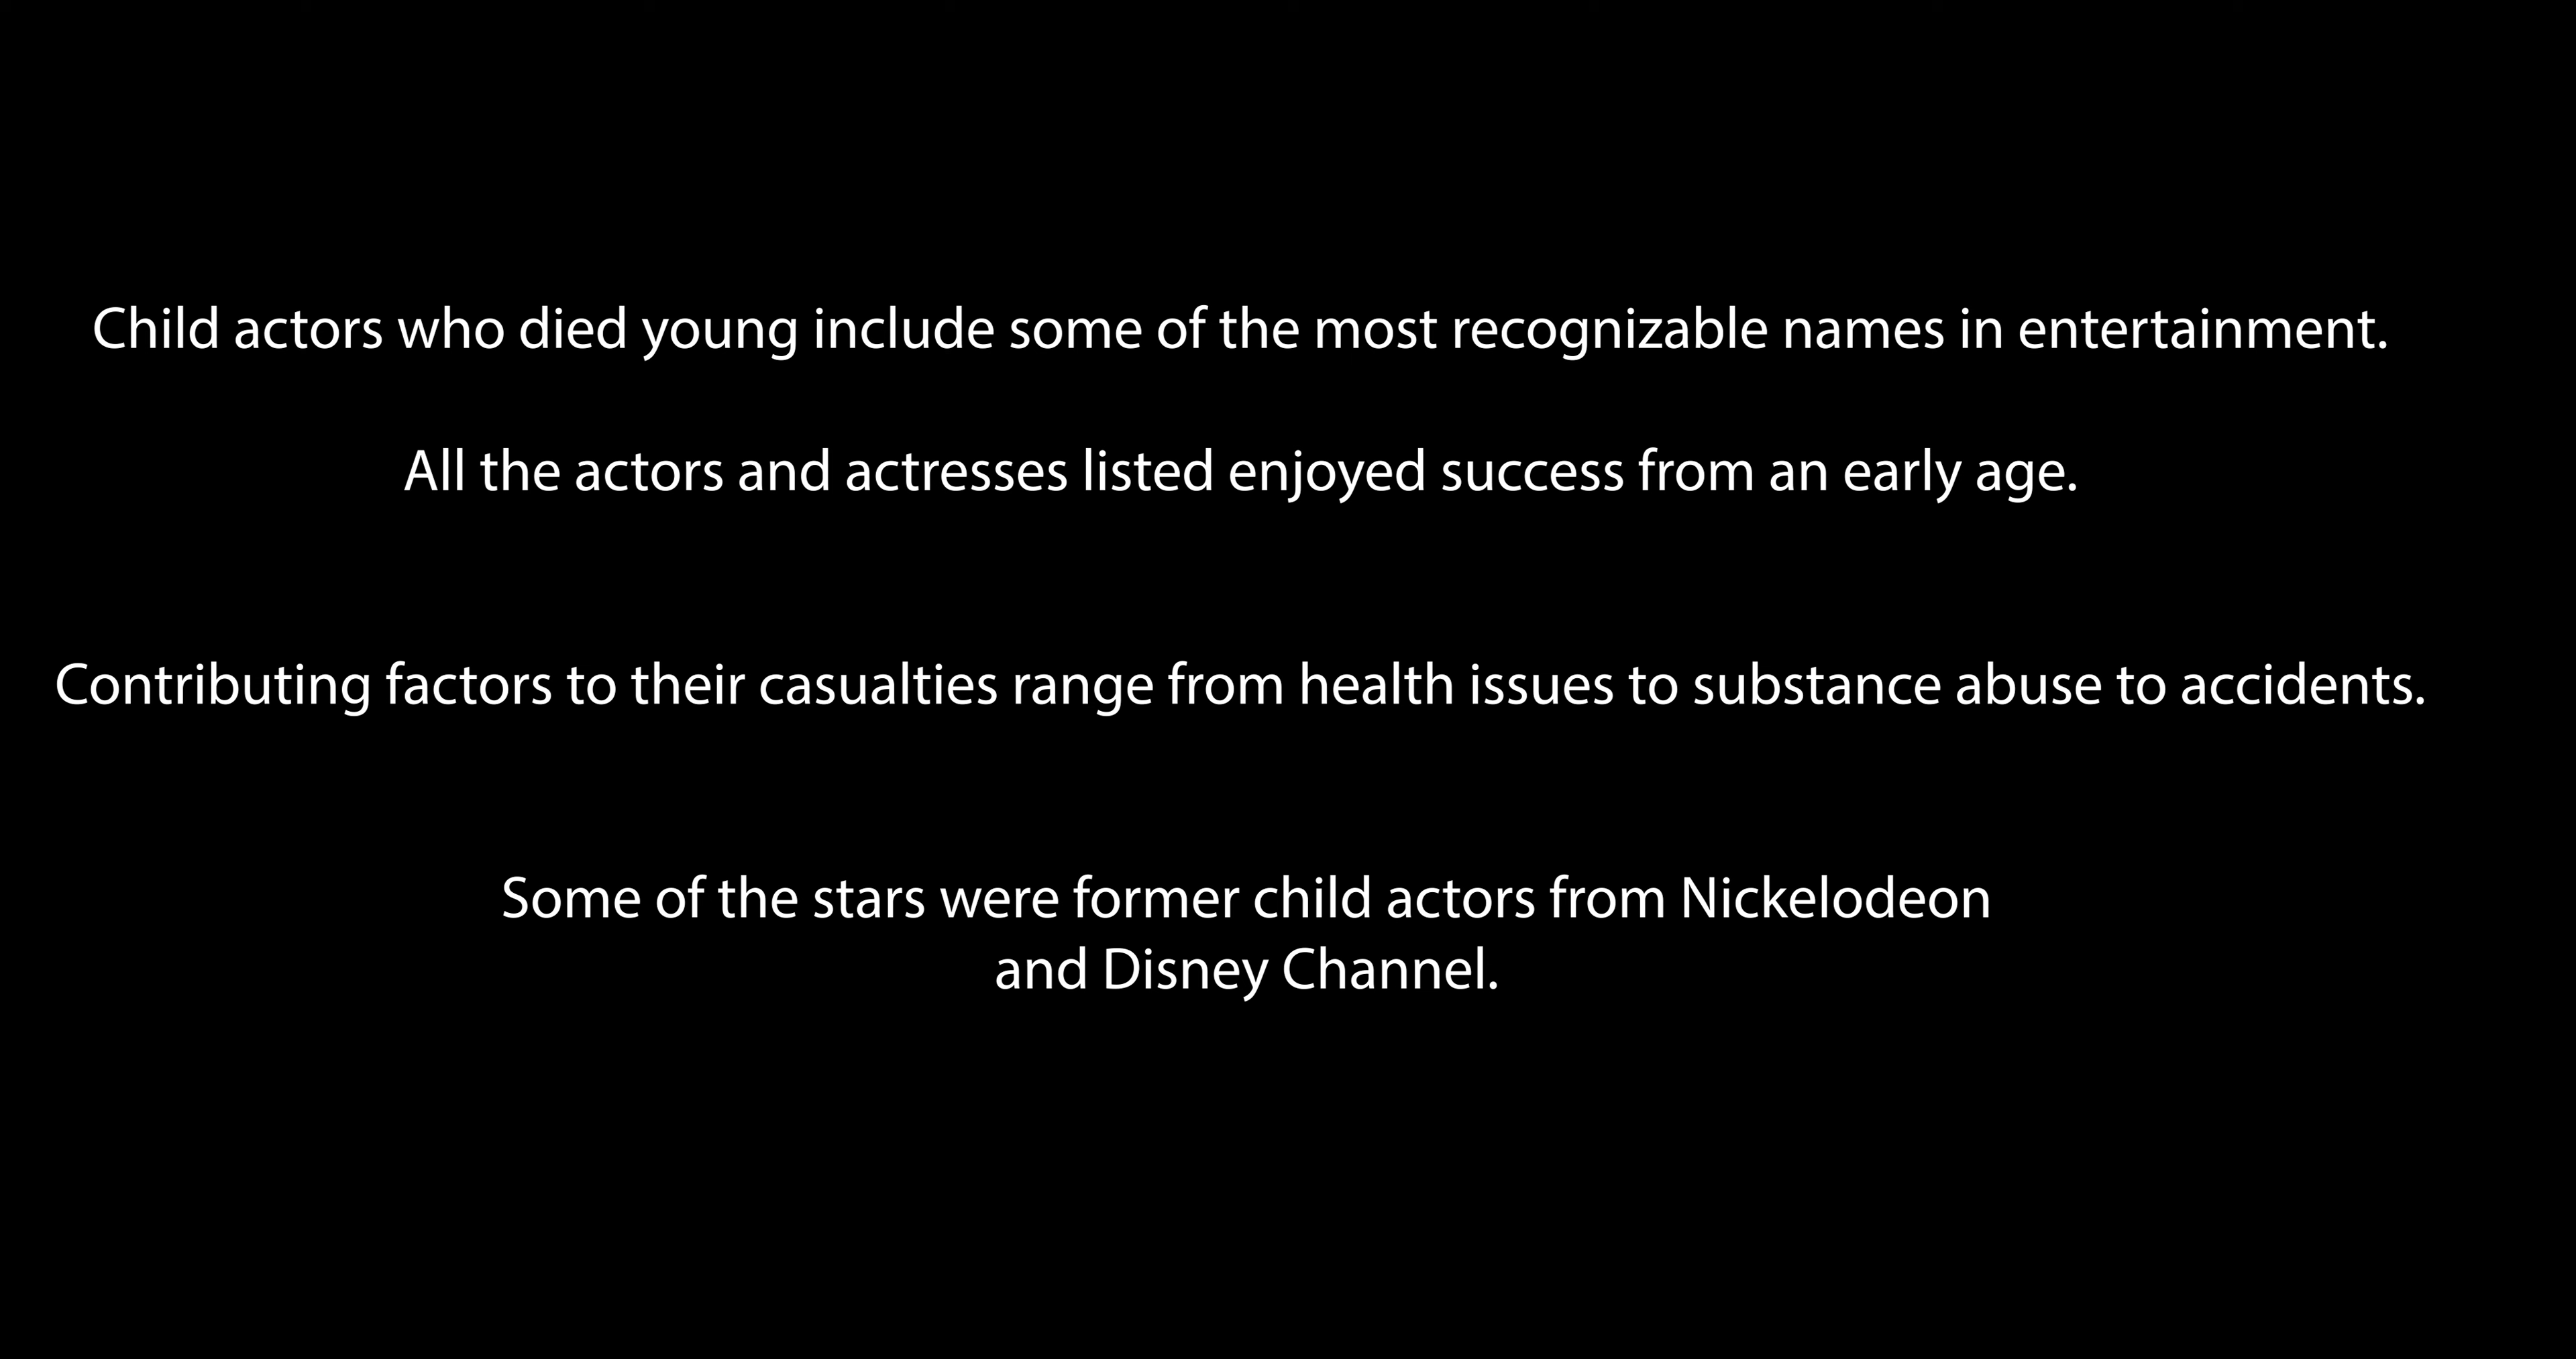 Child actors who died young include some of the most recognizable names in entertainment.
All the actors and actresses listed enjoyed success from an early age.
Contributing factors to their casualties range from health issues to substance abuse to accidents.
Some of the stars were former child actors from Nickelodeon
and Disney Channel.